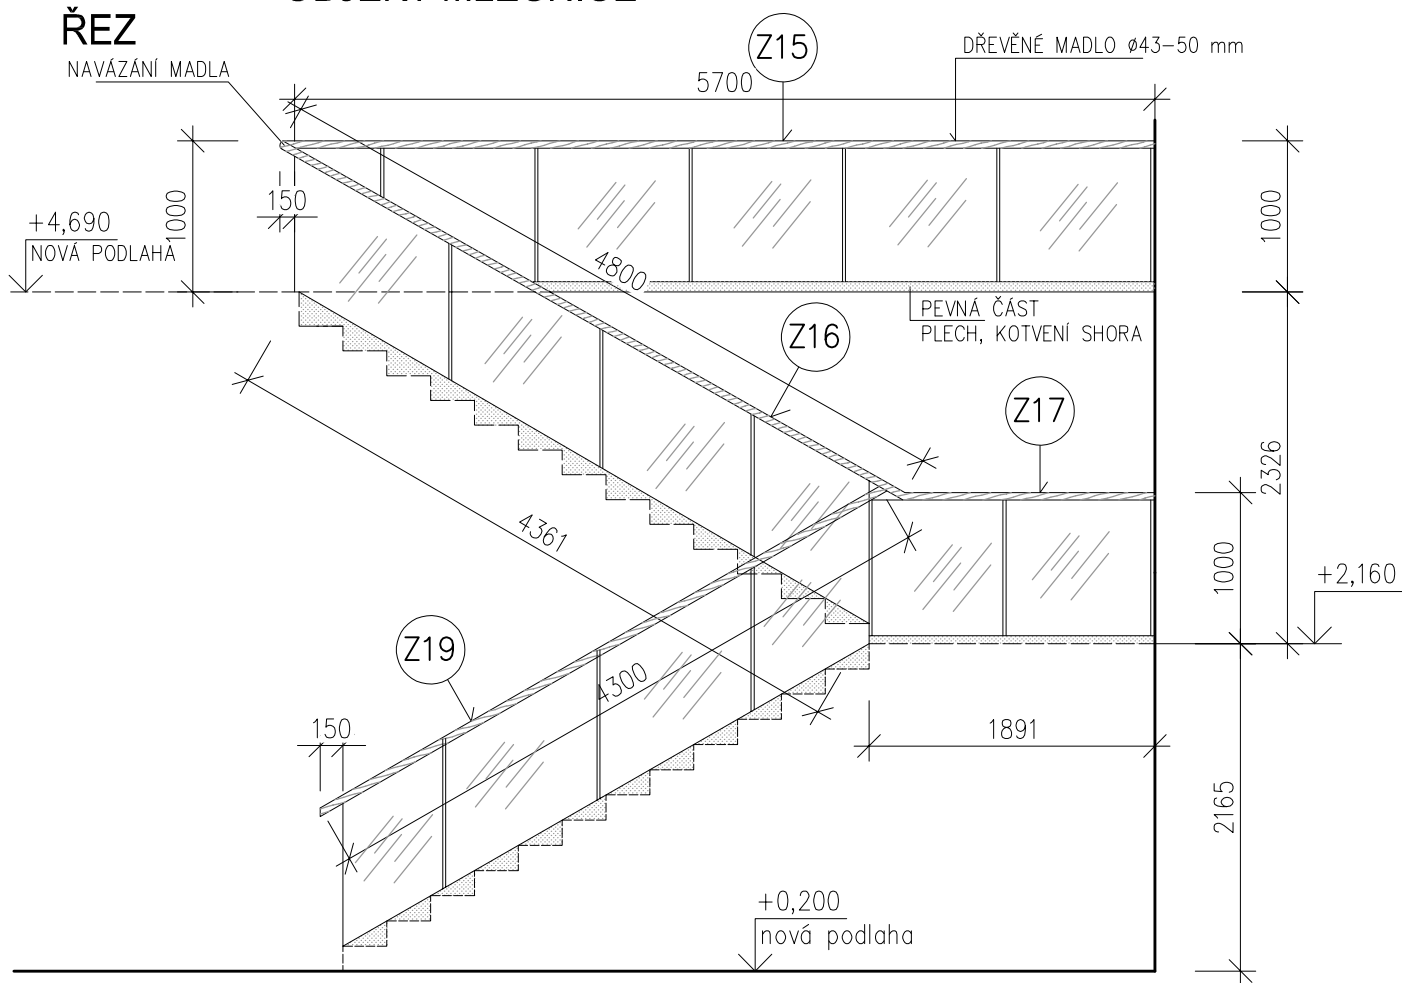 ŘEZ
NAVÁZÁNÍ MADLA
Z15
DŘEVĚNÉ MADLO ø43-50 mm
5700
1000
150
+4,690
NOVÁ PODLAHA
4800
1000
PEVNÁ ČÁST
PLECH, KOTVENÍ SHORA
Z16
Z17
2326
4361
1000
+2,160
Z19
4300
150
1891
2165
+0,200
nová podlaha